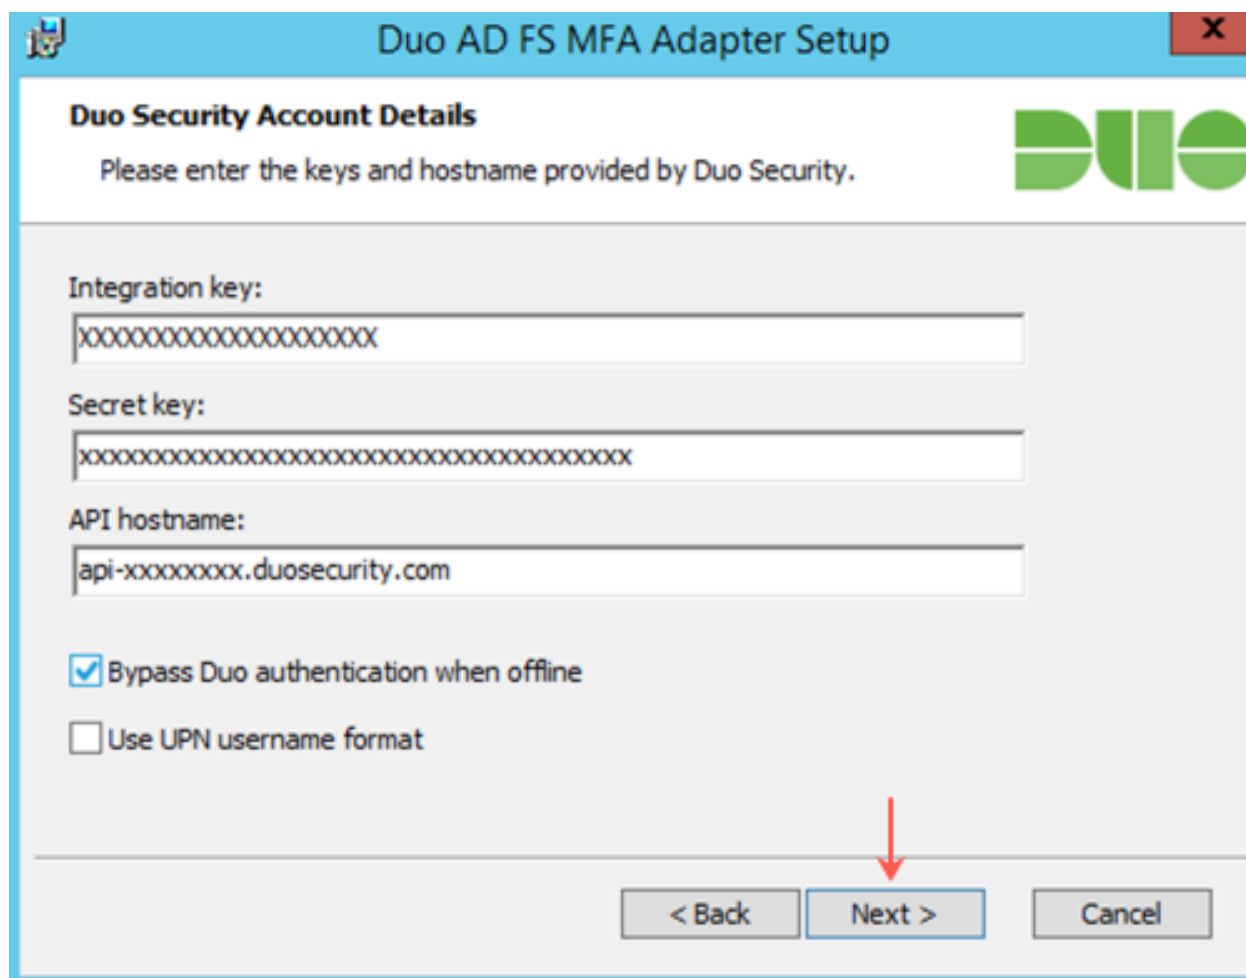 Duo AD FS MFA Adapter Setup
x
Duo Security Account Details
Please enter the keys and hostname provided by Duo Security.
DUO
Integration key:
XXXXXXXXXXXXXXXXXXXX
Secret key:
xxxxxxxxxxxxxxxxxxxxxxxxxxxxxxxxxxxxx
API hostname:
api-xxxxxxxx.duosecurity.com
Bypass Duo authentication when offline
Use UPN username format
< Back
Next >
Cancel